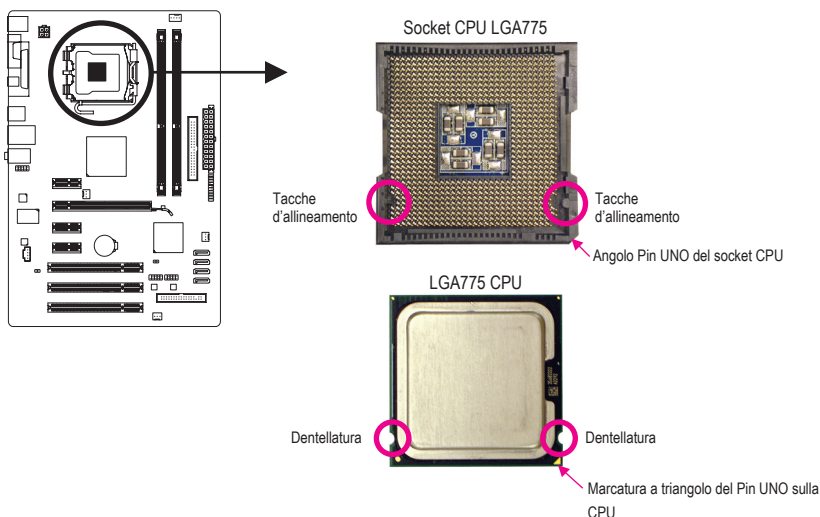 Socket CPU LGA775
Tacche
d'allineamento
Tacche
d'allineamento
Angolo Pin UNO del socket CPU
LGA775 CPU
Dentellatura
Dentellatura
Marcatura a triangolo del Pin UNO sulla
CPU